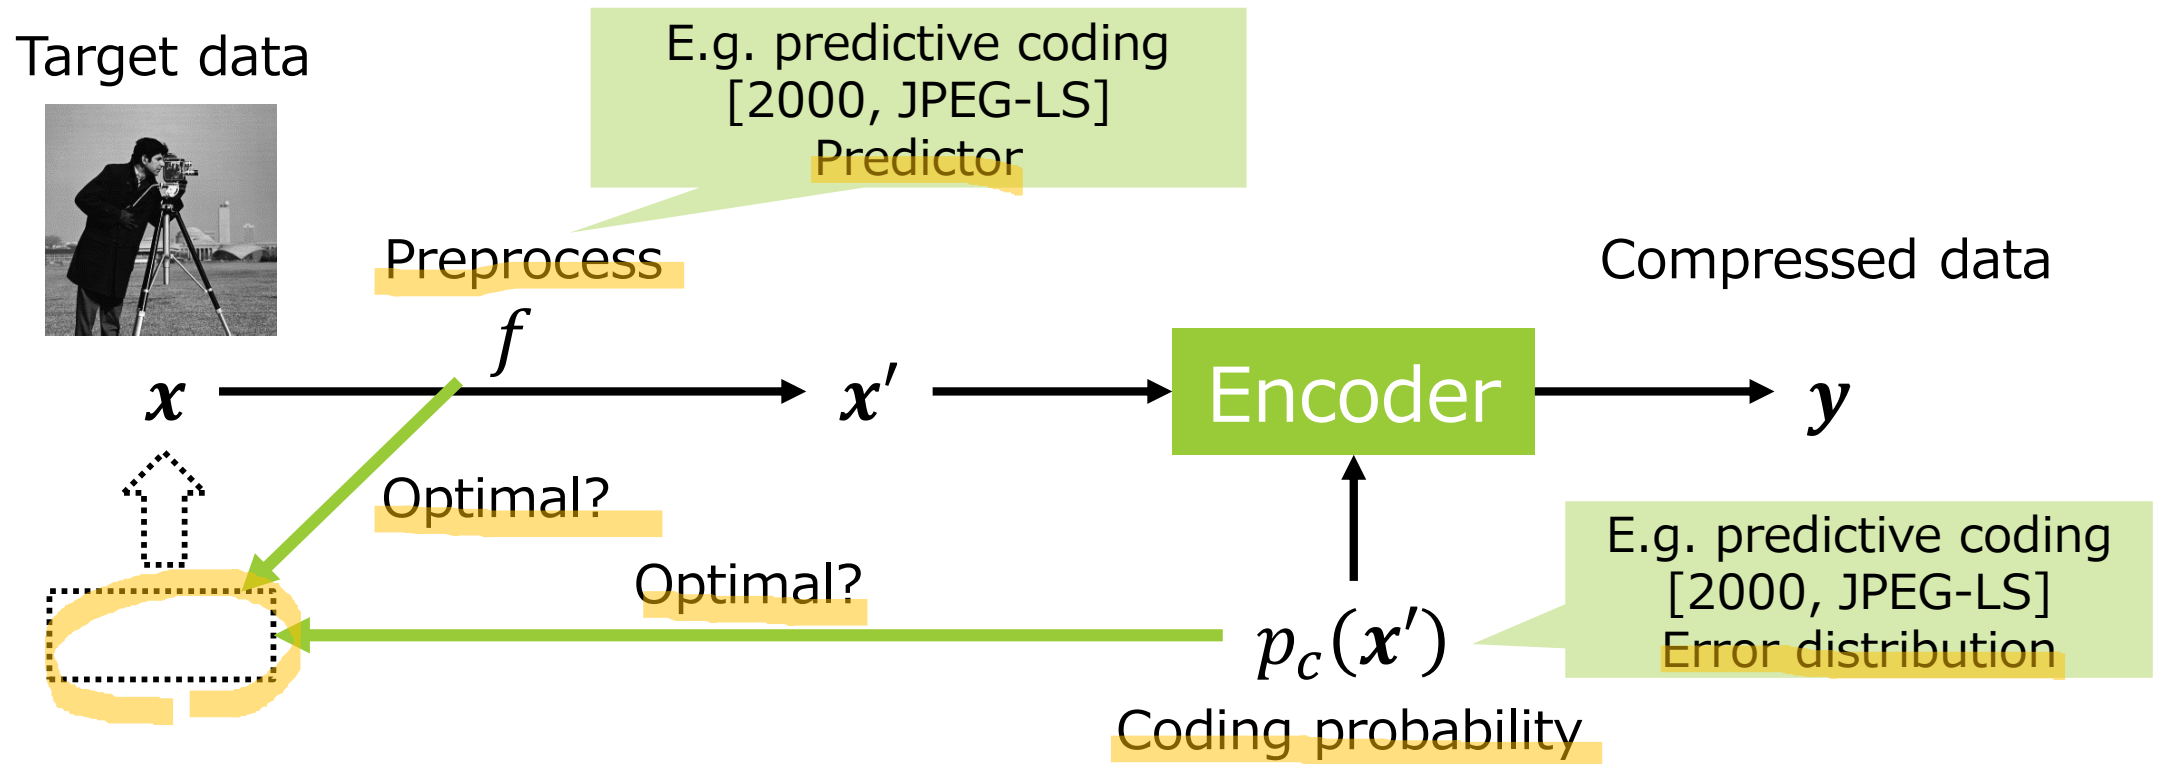 Target data
E.g. predictive coding
[2000, JPEG-LS]
Predictor
Preprocess
f
Compressed data
x
x′
Encoder
y
Optimal?
Optimal?
p_c(x′)
Coding probability
E.g. predictive coding
[2000, JPEG-LS]
Error distribution